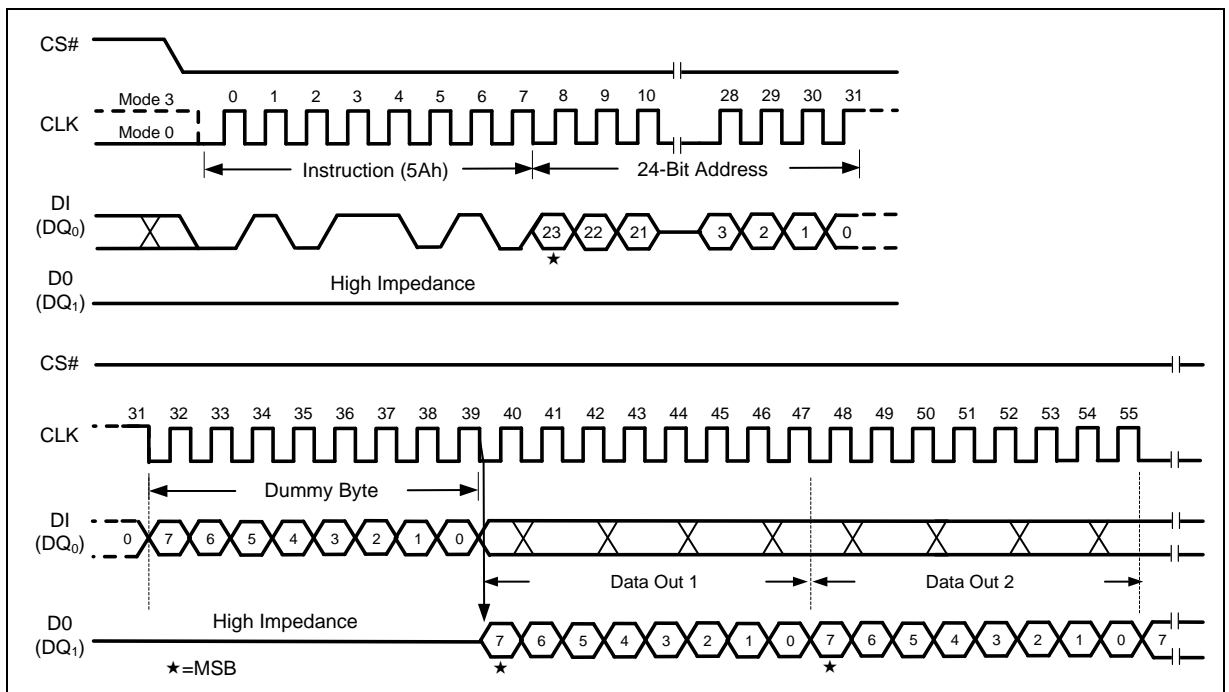 CS#
Mode 3 0 1 2 3 4 5 6 7 8 9 10 28 29 30 31
CLK
Mode 0
Instruction (5Ah) 24-Bit Address
DI
(DQ0) 23 22 21 3 2 1 0
★
D0 High Impedance
(DQ1)
CS#
31 32 33 34 35 36 37 38 39 40 41 42 43 44 45 46 47 48 49 50 51 52 53 54 55
CLK
Dummy Byte
DI
(DQ0) 0 7 6 5 4 3 2 1 0
Data Out 1 Data Out 2
D0 High Impedance
(DQ1) 7 6 5 4 3 2 1 0 7 6 5 4 3 2 1 0 7
★=MSB ★ ★